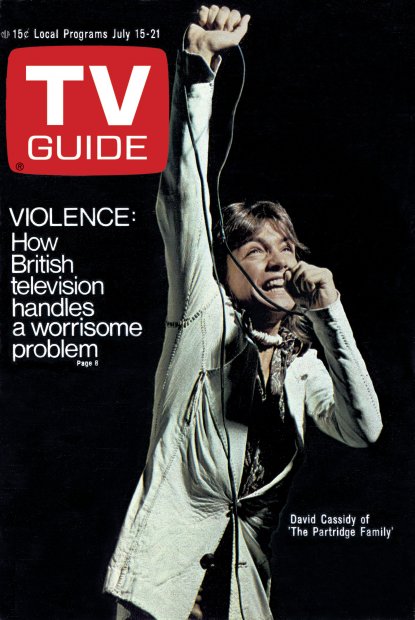 15¢ Local Programs July 15-21
TV
GUIDE
®
VIOLENCE:
How
British
television
handles
a worrisome
problem
Page 6
David Cassidy of
'The Partridge Family'